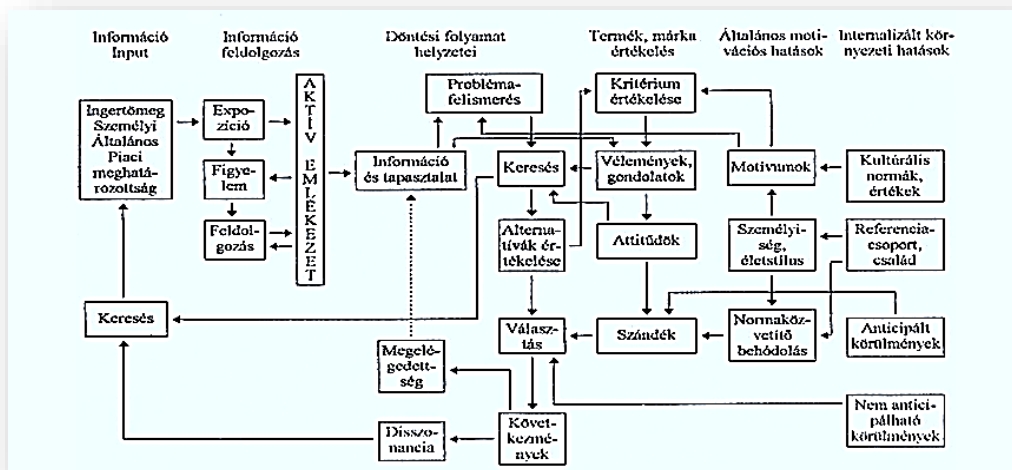 Információ
Input
Információ
feldolgozás
Döntési folyamat
helyzetei
Termék, márka
értékelés
Általános moti-
vációs hatások
Internalizált kör-
nyezeti hatások
Ingertömeg
Személyi
Általános
Piaci
meghatá-
rozottság
Expo-
zíció
Figye-
lem
Feldol-
gozás
AKTÍV EMLÉKEZET
Probléma-
felismerés
Információ
és tapasztalat
Keresés
Alterna-
tívák ér-
tékelése
Válasz-
tás
Követ-
kezmé-
nyek
Kritérium
értékelése
Vélemények,
gondolatok
Attitűdök
Szándék
Motívumok
Személyi-
ség,
életstílus
Normaköz-
vetítő
behódolás
Kultúrális
normák,
értékek
Referencia-
csoport,
család
Anticipált
körülmények
Nem antici-
pálható
körülmények
Keresés
Megelé-
gedett-
ség
Disszo-
nancia